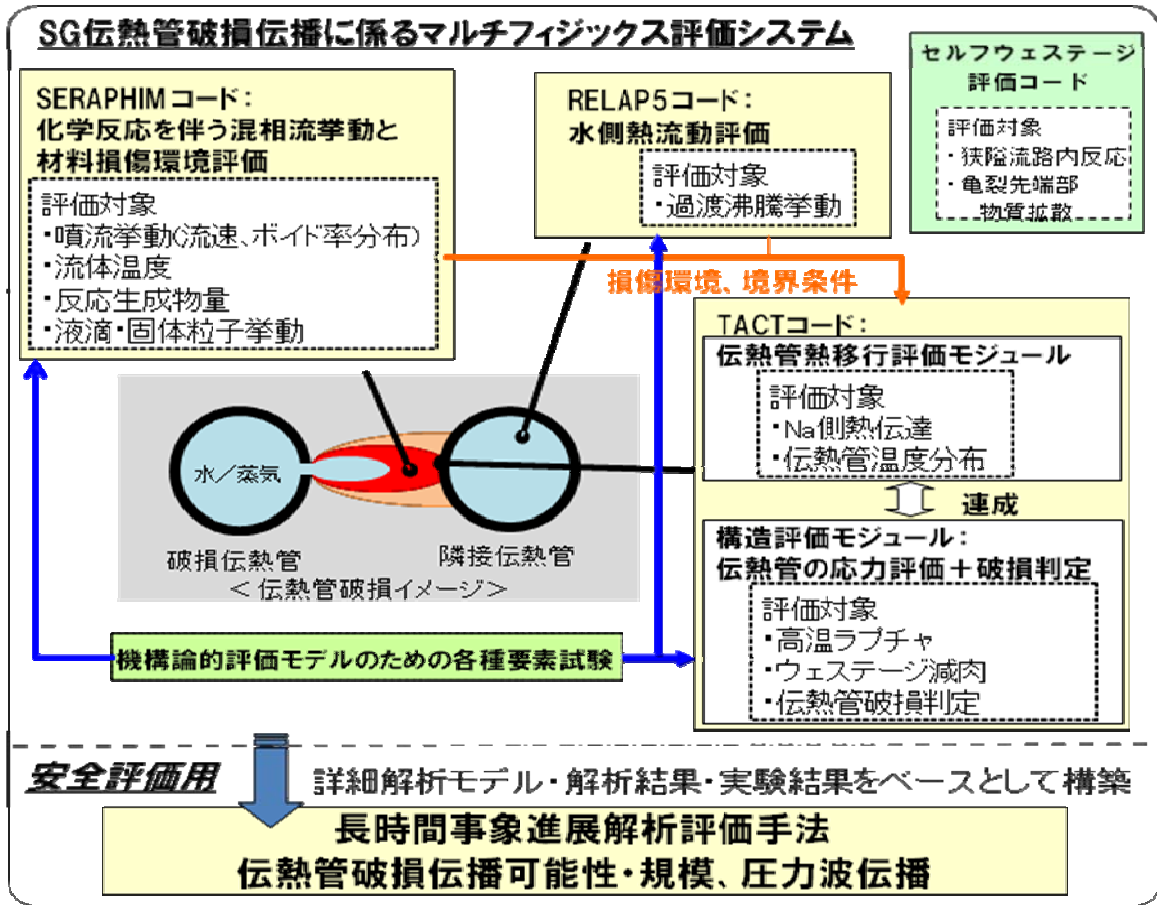 SG伝熱管破損伝播に係るマルチフィジックス評価システム
SERAPHIMコード:
化学反応を伴う混相流挙動と
材料損傷環境評価
評価対象
・噴流挙動(流速、ボイド率分布)
・流体温度
・反応生成物量
・液滴・固体粒子挙動
RELAP5コード:
水側熱流動評価
評価対象
・過渡沸騰挙動
セルフウェステージ
評価コード
評価対象
・狭隘流路内反応
・亀裂先端部
物質拡散
損傷環境、境界条件
TACTコード:
伝熱管熱移行評価モジュール
評価対象
・Na側熱伝達
・伝熱管温度分布
連成
構造評価モジュール:
伝熱管の応力評価+破損判定
評価対象
・高温ラプチャ
・ウェステージ減肉
・伝熱管破損判定
水/蒸気
破損伝熱管
隣接伝熱管
<伝熱管破損イメージ>
機構論的評価モデルのための各種要素試験
安全評価用
詳細解析モデル・解析結果・実験結果をベースとして構築
長時間事象進展解析評価手法
伝熱管破損伝播可能性・規模、圧力波伝播